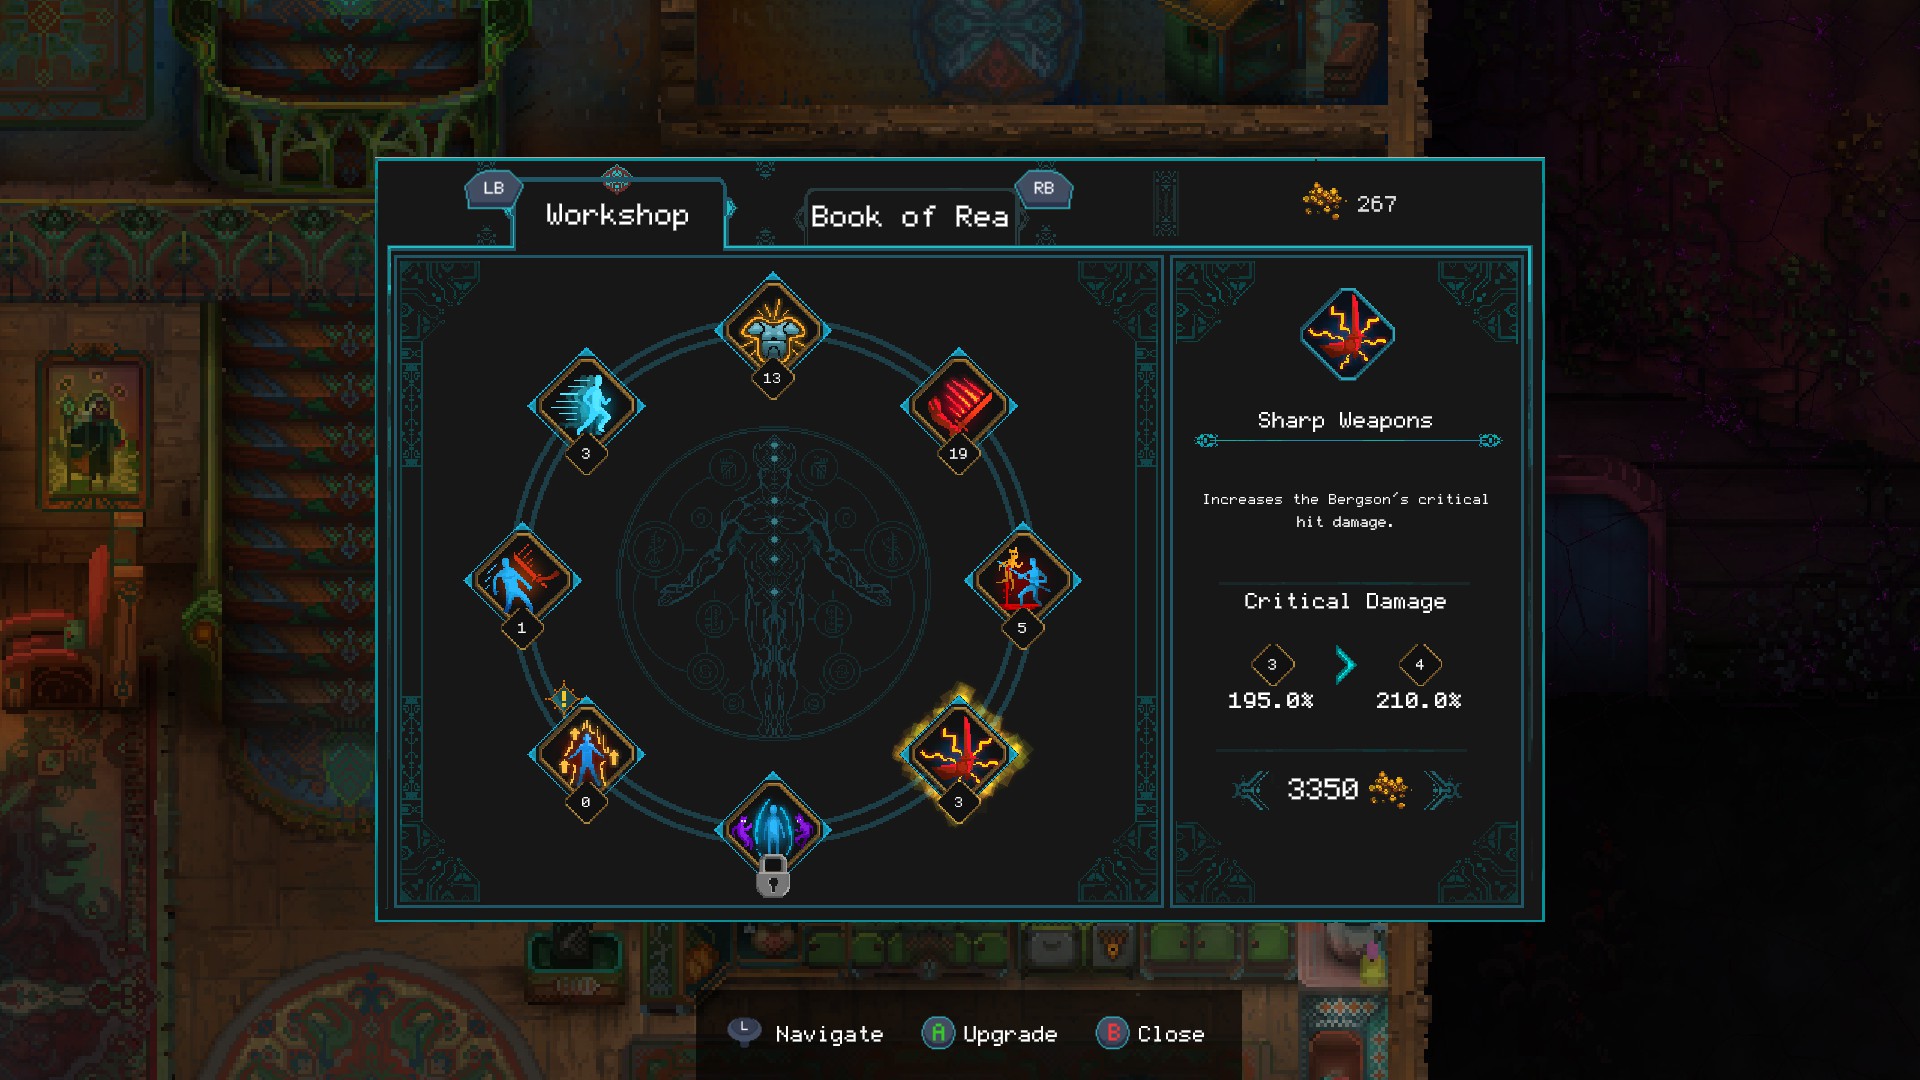 LB
Workshop
Book of Rea
RB
267
13
3
19
1
5
!
0
3
Sharp Weapons
Increases the Bergson's critical
hit damage.
Critical Damage
3
4
195.0%
210.0%
3350
L Navigate
A Upgrade
B Close